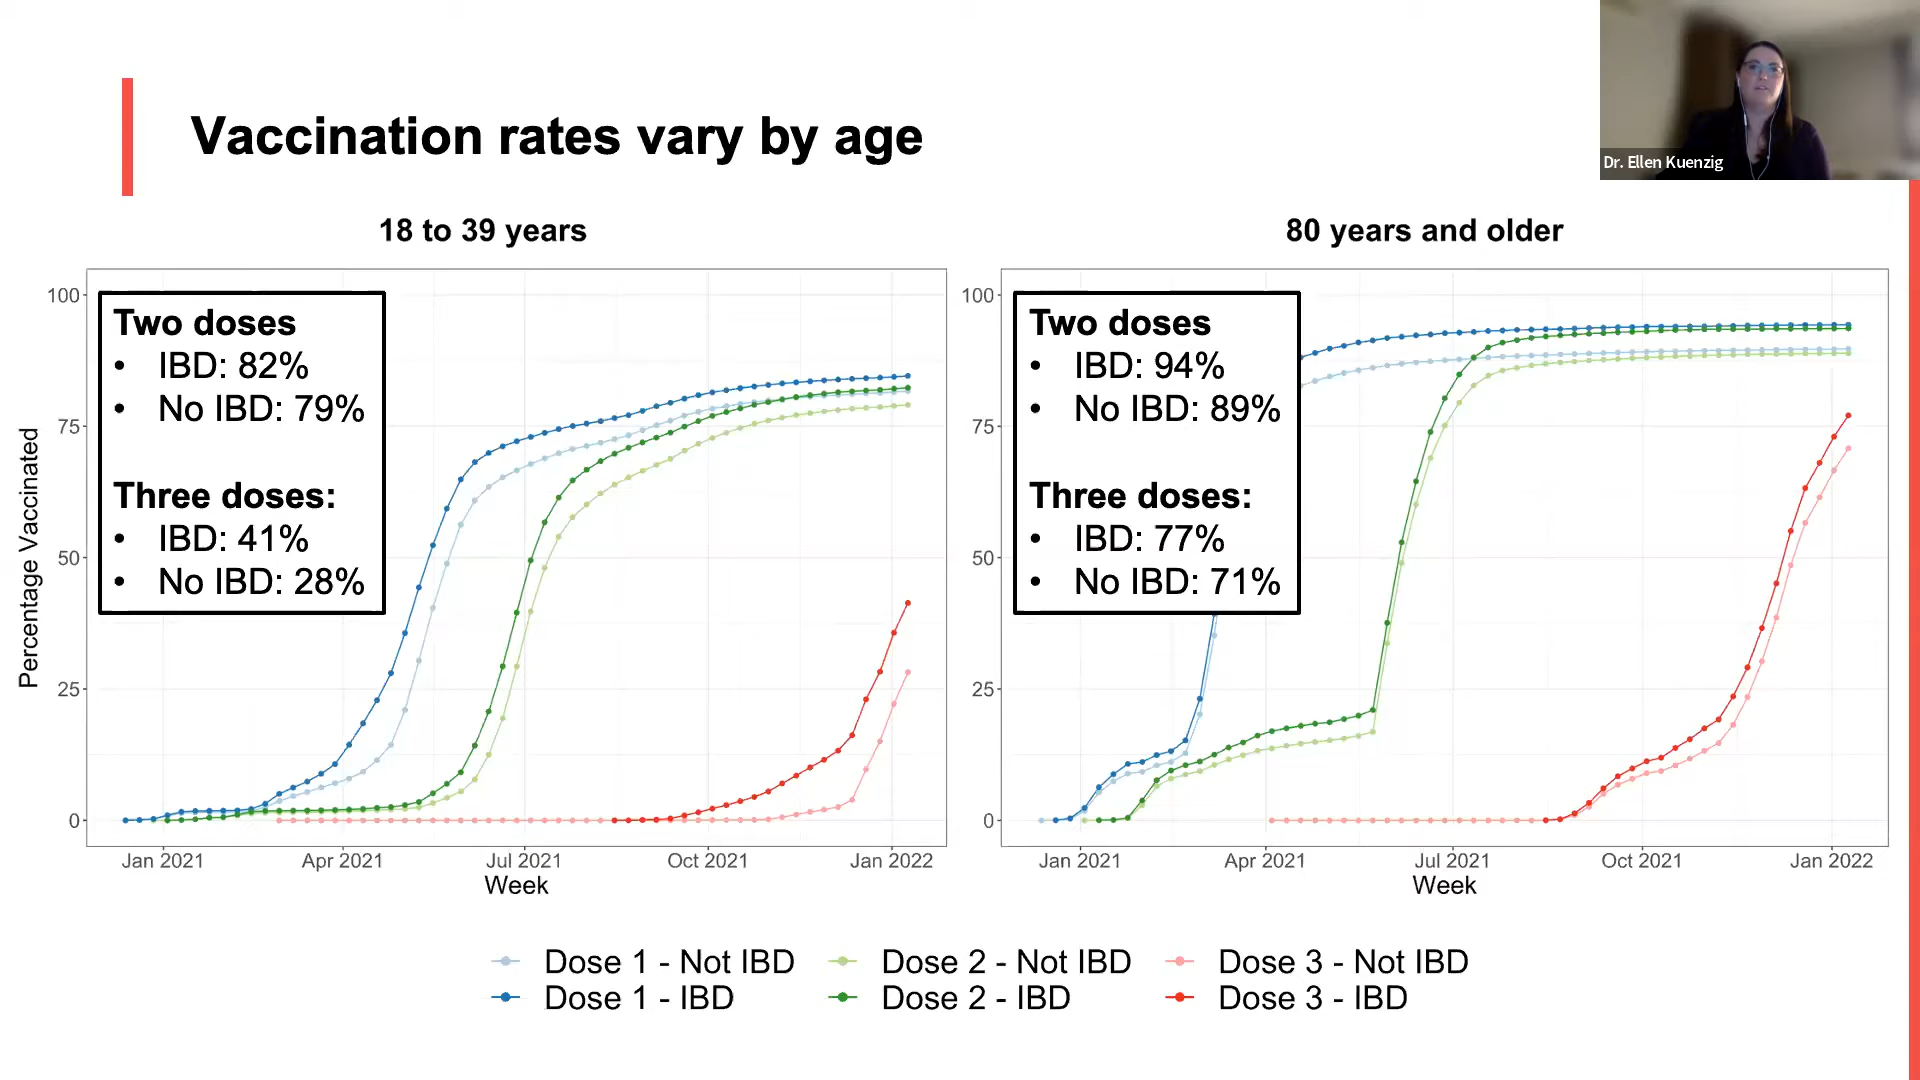 Dr. Ellen Kuenzig
Vaccination rates vary by age
18 to 39 years
80 years and older
Percentage Vaccinated
100
75
50
25
0
Two doses
• IBD: 82%
• No IBD: 79%
Three doses:
• IBD: 41%
• No IBD: 28%
Jan 2021 Apr 2021 Jul 2021 Oct 2021 Jan 2022
Week
100
75
50
25
0
Two doses
• IBD: 94%
• No IBD: 89%
Three doses:
• IBD: 77%
• No IBD: 71%
Jan 2021 Apr 2021 Jul 2021 Oct 2021 Jan 2022
Week
Dose 1 - Not IBD Dose 2 - Not IBD Dose 3 - Not IBD
Dose 1 - IBD Dose 2 - IBD Dose 3 - IBD